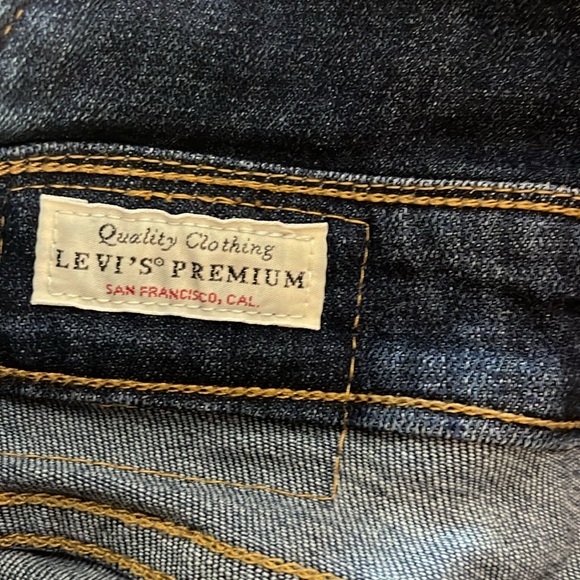 Quality Clothing
LEVI'S® PREMIUM
SAN FRANCISCO, CAL.